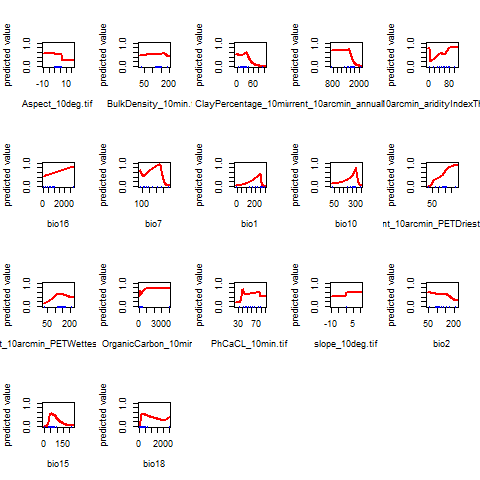 predicted value 0.0 1.0 -10 10 Aspect_10deg.tif
predicted value 0.0 1.0 50 200 BulkDensity_10min.
predicted value 0.0 1.0 0 60 ClayPercentage_10mi
predicted value 0.0 1.0 800 2000 rrent_10arcmin_annual
predicted value 0.0 1.0 0 80 10arcmin_aridityIndexTh
predicted value 0.0 1.0 0 2000 bio16
predicted value 0.0 1.0 100 bio7
predicted value 0.0 1.0 0 200 bio1
predicted value 0.0 1.0 50 300 bio10
predicted value 0.0 1.0 50 nt_10arcmin_PETDriest
predicted value 0.0 1.0 50 200 t_10arcmin_PETWettes
predicted value 0.0 1.0 0 3000 OrganicCarbon_10mir
predicted value 0.0 1.0 30 70 PhCaCL_10min.tif
predicted value 0.0 1.0 -10 5 slope_10deg.tif
predicted value 0.0 1.0 50 200 bio2
predicted value 0.0 1.0 0 150 bio15
predicted value 0.0 1.0 0 2000 bio18